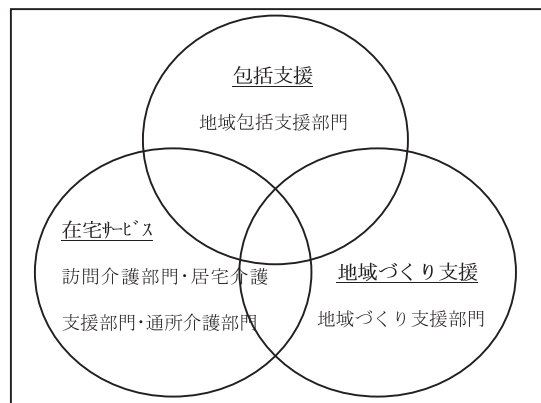 包括支援
地域包括支援部門
在宅ｻｰﾋﾞｽ
訪問介護部門・居宅介護
支援部門・通所介護部門
地域づくり支援
地域づくり支援部門